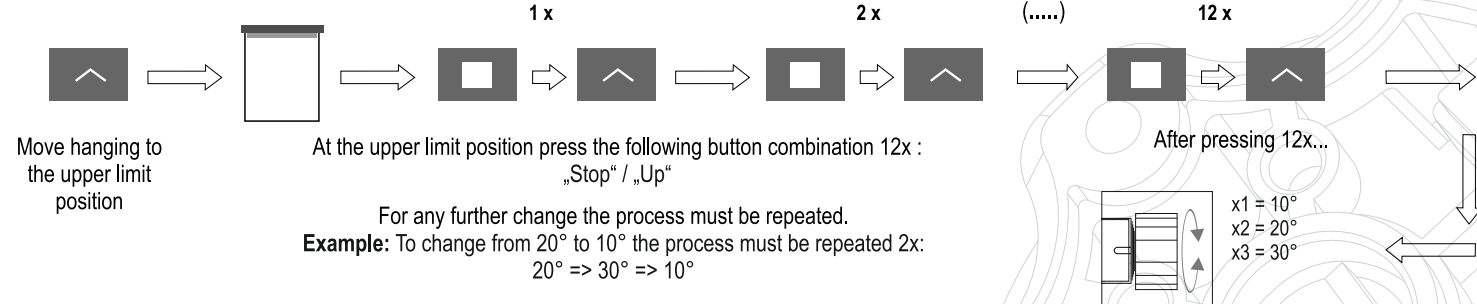 1 x
2 x
(.....)
12 x
Move hanging to
the upper limit
position
At the upper limit position press the following button combination 12x :
„Stop“ / „Up“
For any further change the process must be repeated.
Example: To change from 20° to 10° the process must be repeated 2x:
20° => 30° => 10°
After pressing 12x...
x1 = 10°
x2 = 20°
x3 = 30°